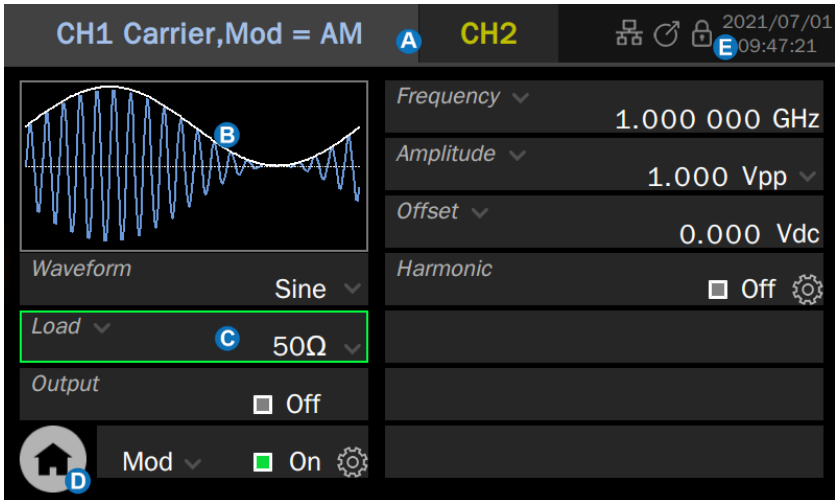 CH1 Carrier,Mod = AM
A
CH2
2021/07/01
E
09:47:21
B
Frequency
1.000 000 GHz
Amplitude
1.000 Vpp
Offset
0.000 Vdc
Waveform
Sine
Harmonic
Off
Load
C
50Ω
Output
Off
D
Mod
On